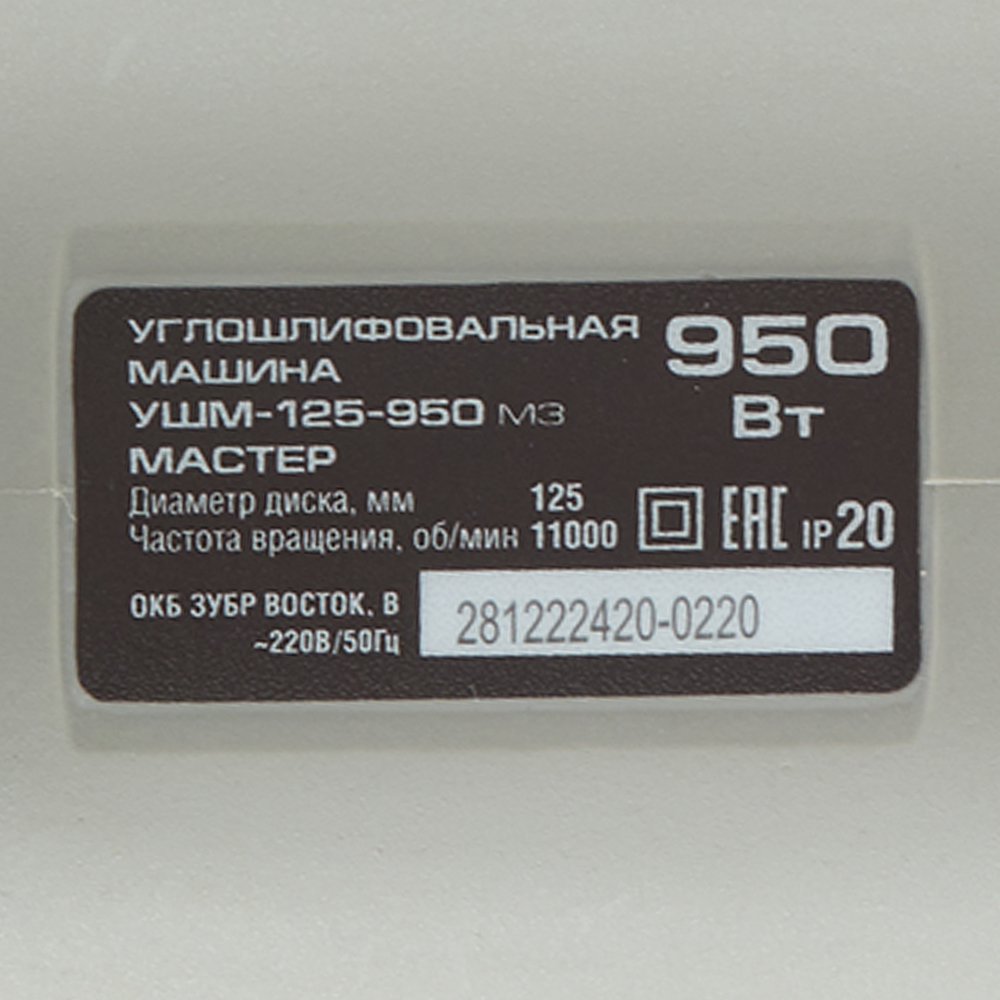 УГЛОШЛИФОВАЛЬНАЯ
МАШИНА
УШМ-125-950 М3
МАСТЕР
950
Вт
Диаметр диска, мм 125
Частота вращения, об/мин 11000
EAC IP20
ОКБ ЗУБР ВОСТОК. В
~220В/50Гц
281222420-0220